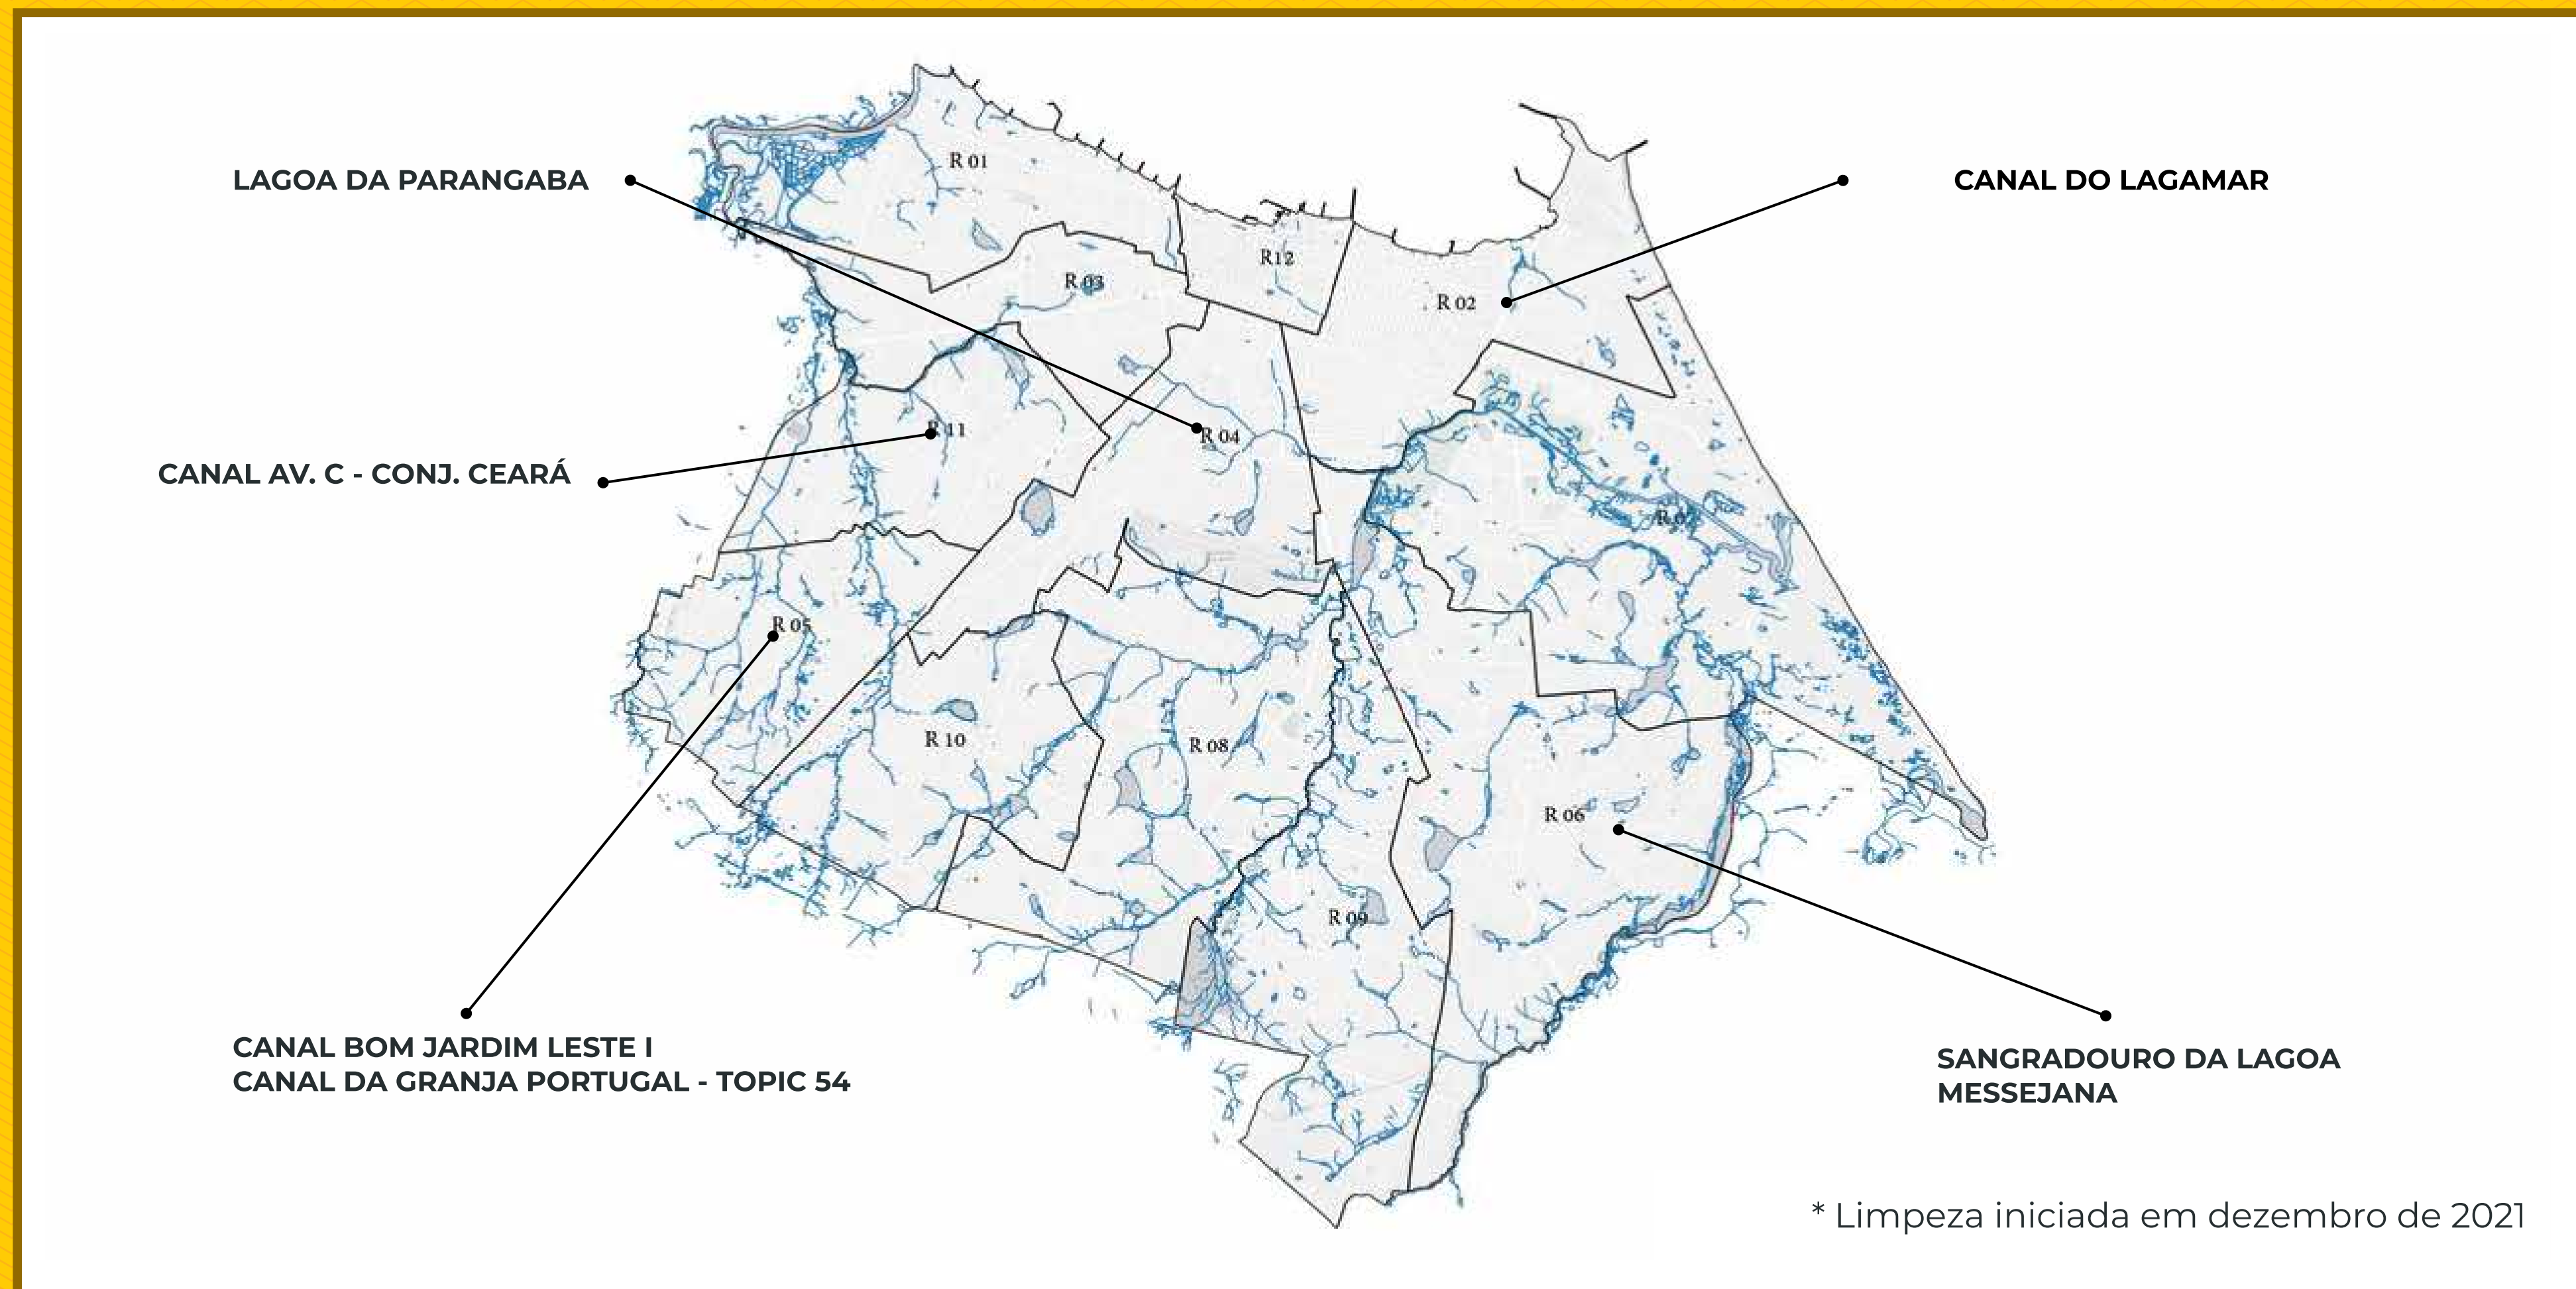 LAGOA DA PARANGABA
CANAL DO LAGAMAR
R 01
R12
R 03
R 02
R 11
R 04
CANAL AV. C - CONJ. CEARÁ
R 05
R 10
R 08
R 06
R 09
CANAL BOM JARDIM LESTE I
CANAL DA GRANJA PORTUGAL - TOPIC 54
SANGRADOURO DA LAGOA
MESSEJANA
* Limpeza iniciada em dezembro de 2021